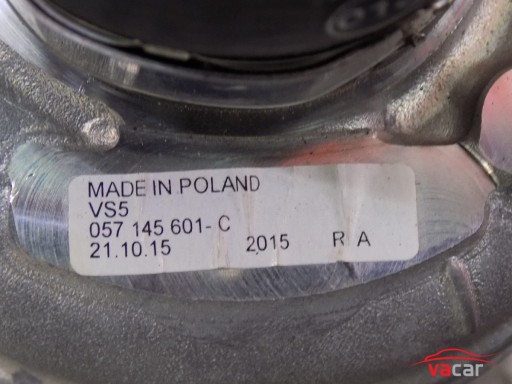 MADE IN POLAND
VS5
057 145 601- C
21.10.15 2015 R A
vacar